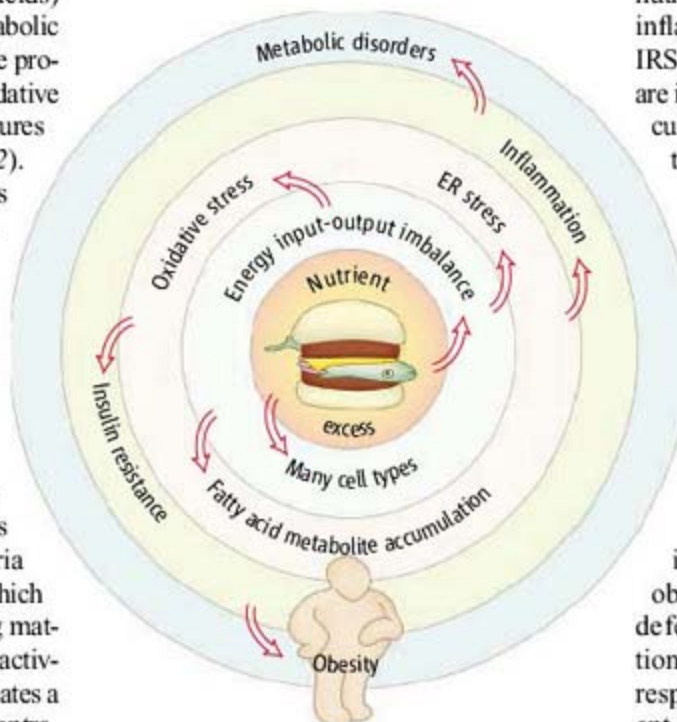 Metabolic disorders
Inflammation
ER stress
Oxidative stress
Energy input-output imbalance
Nutrient
excess
Many cell types
Fatty acid metabolite accumulation
Insulin resistance
Obesity
abolic
e pro-
dative
ures
2).
s
s
ria
hich
g mat-
activ-
ates a
infla
IRS
are i
cu
t
i
ob
defe
tion
resp